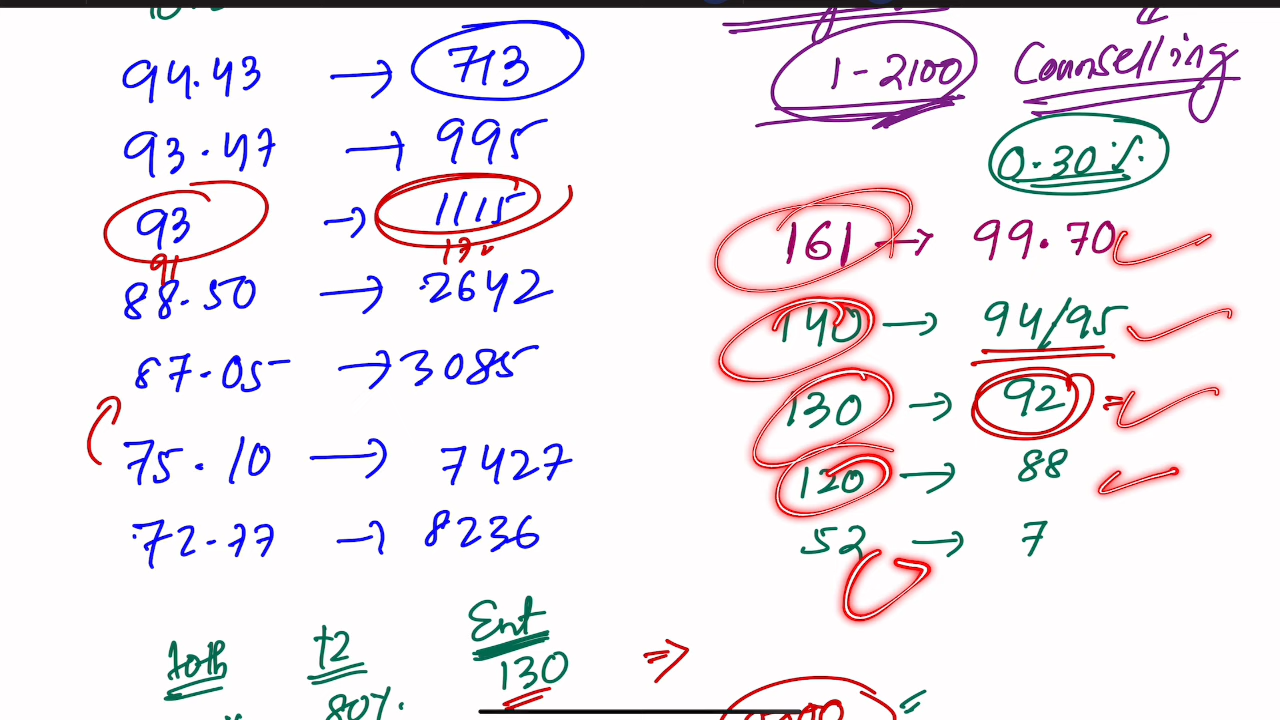 94.43 → 713
93.47 → 995
93 → 1115
91 13
88.50 → 2642
87.05 → 3085
75.10 → 7427
72.77 → 8236
10th +2 Ent
80%. 130 ⇒
1-2100 Counselling
0.30%.
161 → 99.70
140 → 94/95
130 → 92
120 → 88
52 → 7